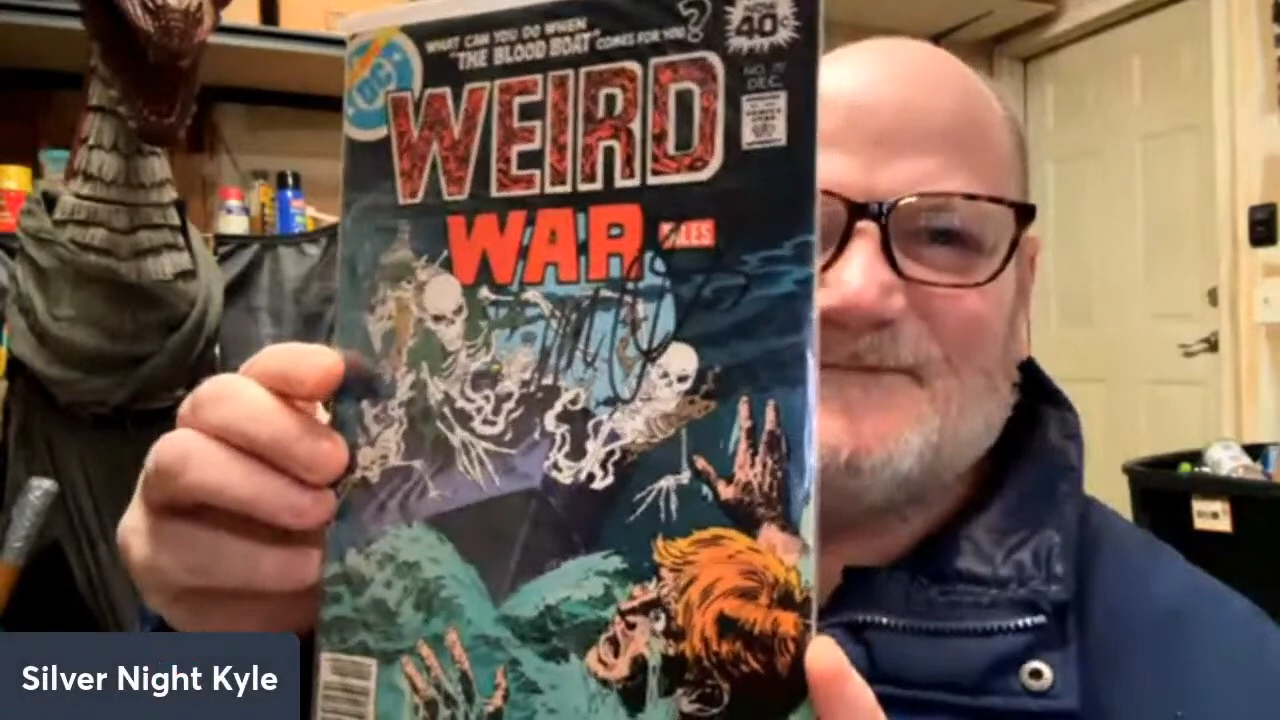 WHAT CAN YOU DO WHEN
"THE BLOOD BOAT" COMES FOR YOU?
40¢
DC
WEIRD
DEC.
WAR TALES
Silver Night Kyle